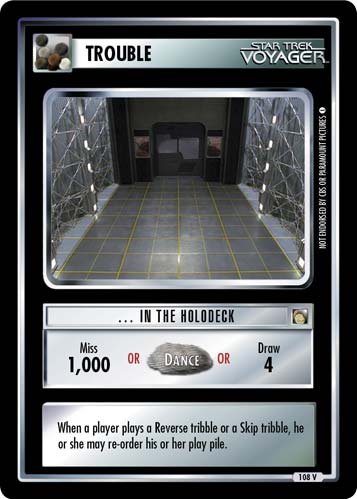 TROUBLE
STAR TREK
VOYAGER
NOT ENDORSED BY CBS OR PARAMOUNT PICTURES
... IN THE HOLODECK
Miss
1,000
OR
DANCE
OR
Draw
4
When a player plays a Reverse tribble or a Skip tribble, he
or she may re-order his or her play pile.
108 V